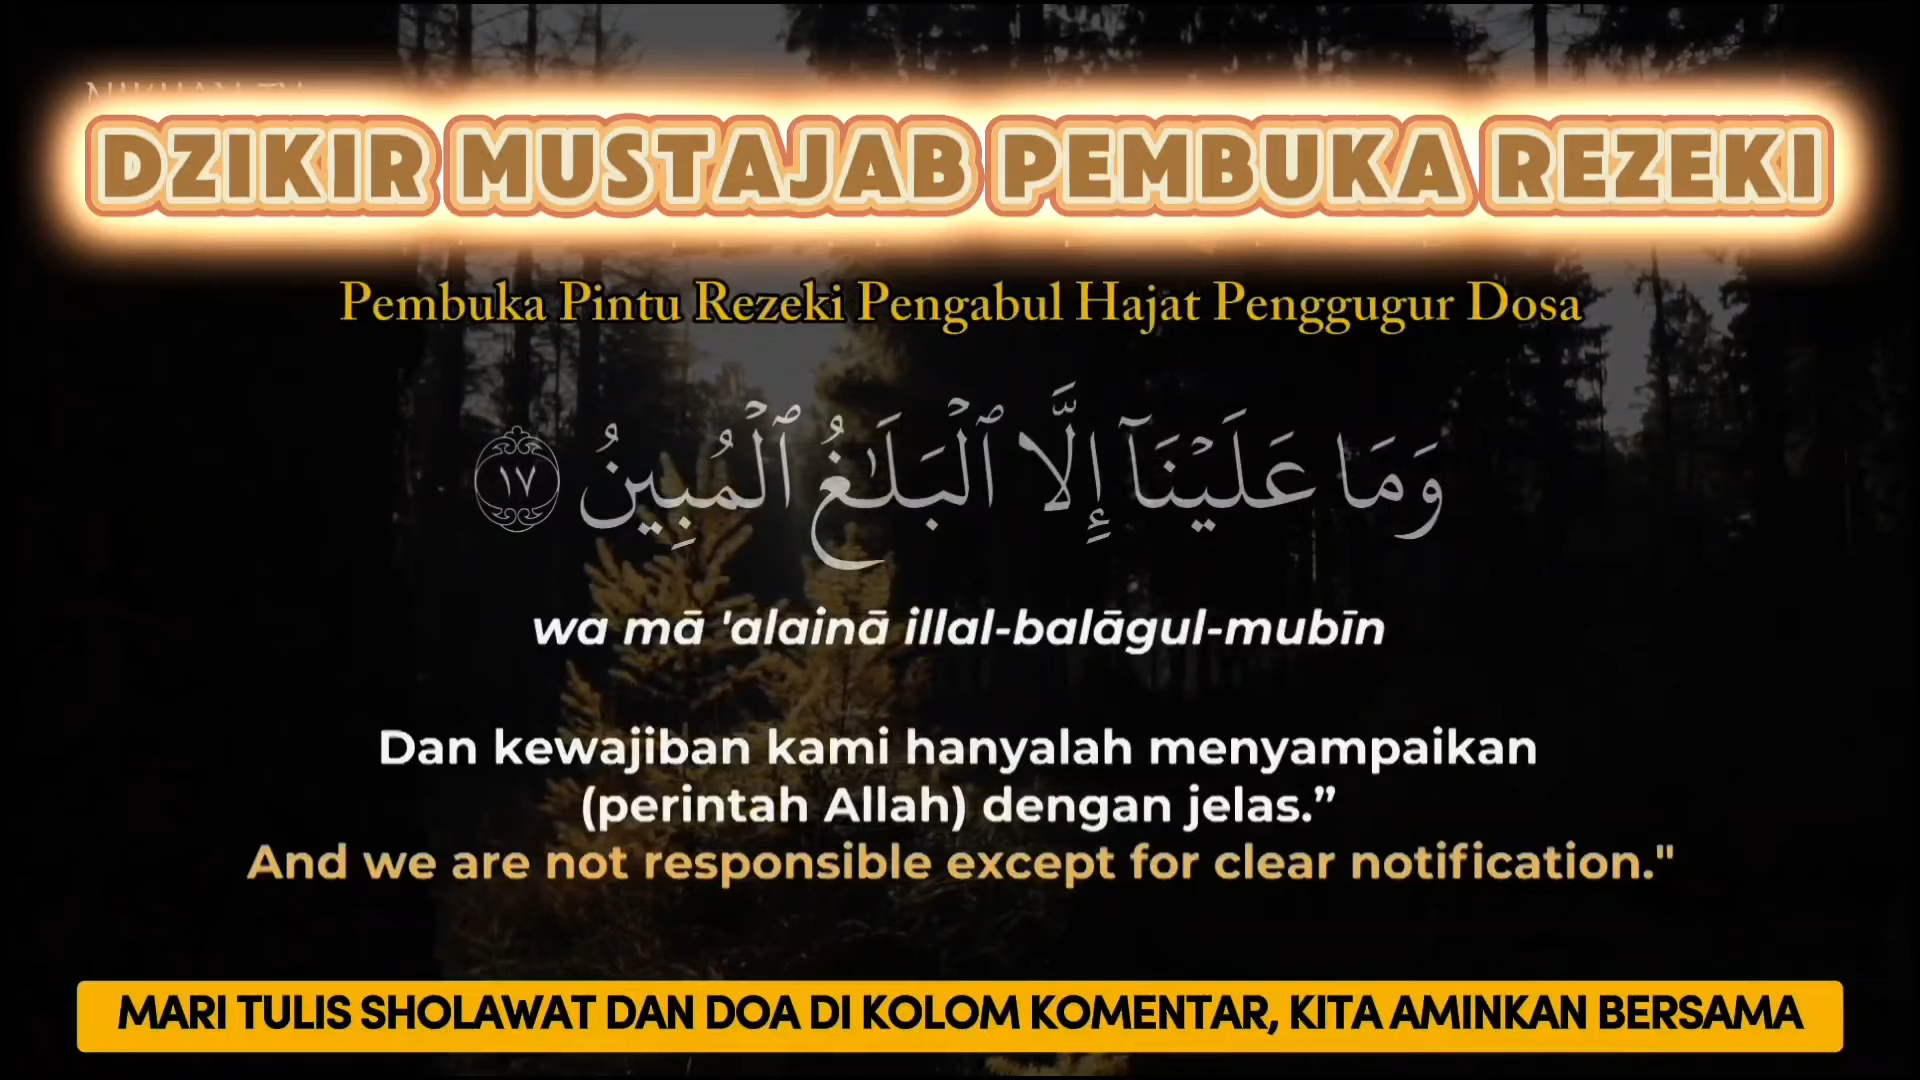 DZIKIR MUSTAJAB PEMBUKA REZEKI
Pembuka Pintu Rezeki Pengabul Hajat Penggugur Dosa
وَمَا عَلَيْنَآ إِلَّا ٱلْبَلَـٰغُ ٱلْمُبِينُ ١٧
wa mā 'alainā illal-balāgul-mubīn
Dan kewajiban kami hanyalah menyampaikan
(perintah Allah) dengan jelas.”
And we are not responsible except for clear notification."
MARI TULIS SHOLAWAT DAN DOA DI KOLOM KOMENTAR, KITA AMINKAN BERSAMA